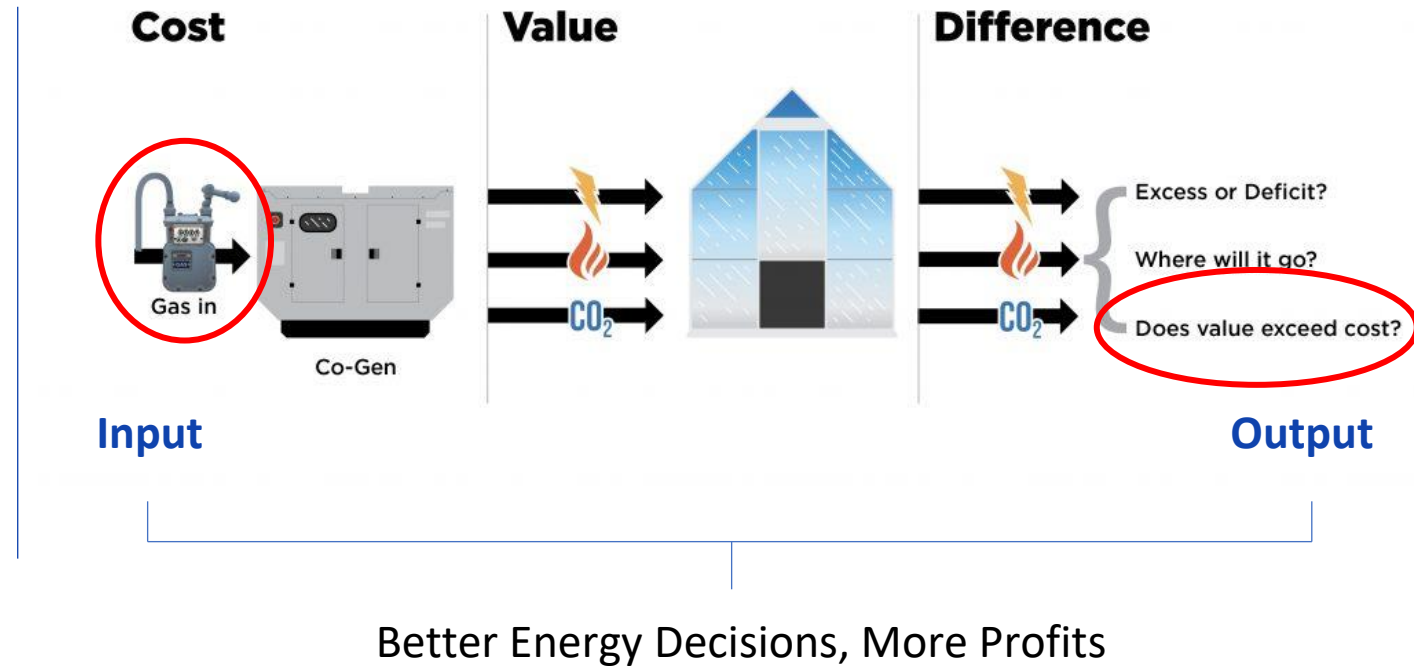 Cost
Value
Difference
Excess or Deficit?
Where will it go?
Does value exceed cost?
CO₂
CO₂
Gas in
Co-Gen
Input
Output
Better Energy Decisions, More Profits